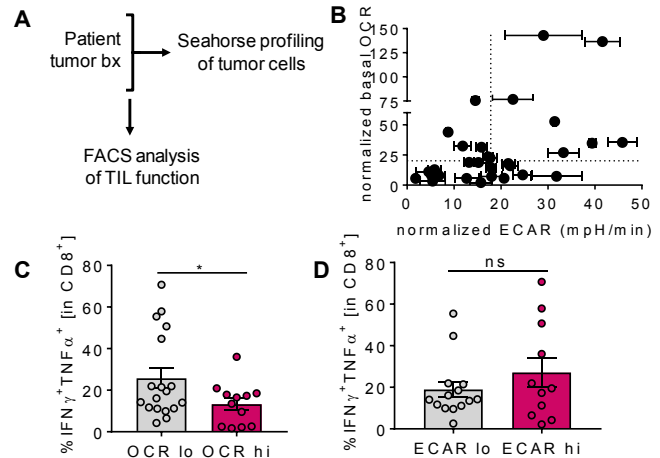 A
Patient
tumor bx
Seahorse profiling
of tumor cells
FACS analysis
of TIL function
B
normalized basal OCR
150
125
100
75
50
25
0
0 10 20 30 40 50
normalized ECAR (mpH/min)
C
% IFNγ⁺TNFα⁺ [in CD8⁺]
80
60
40
20
0
*
OCR lo OCR hi
D
% IFNγ⁺TNFα⁺ [in CD8⁺]
80
60
40
20
0
ns
ECAR lo ECAR hi